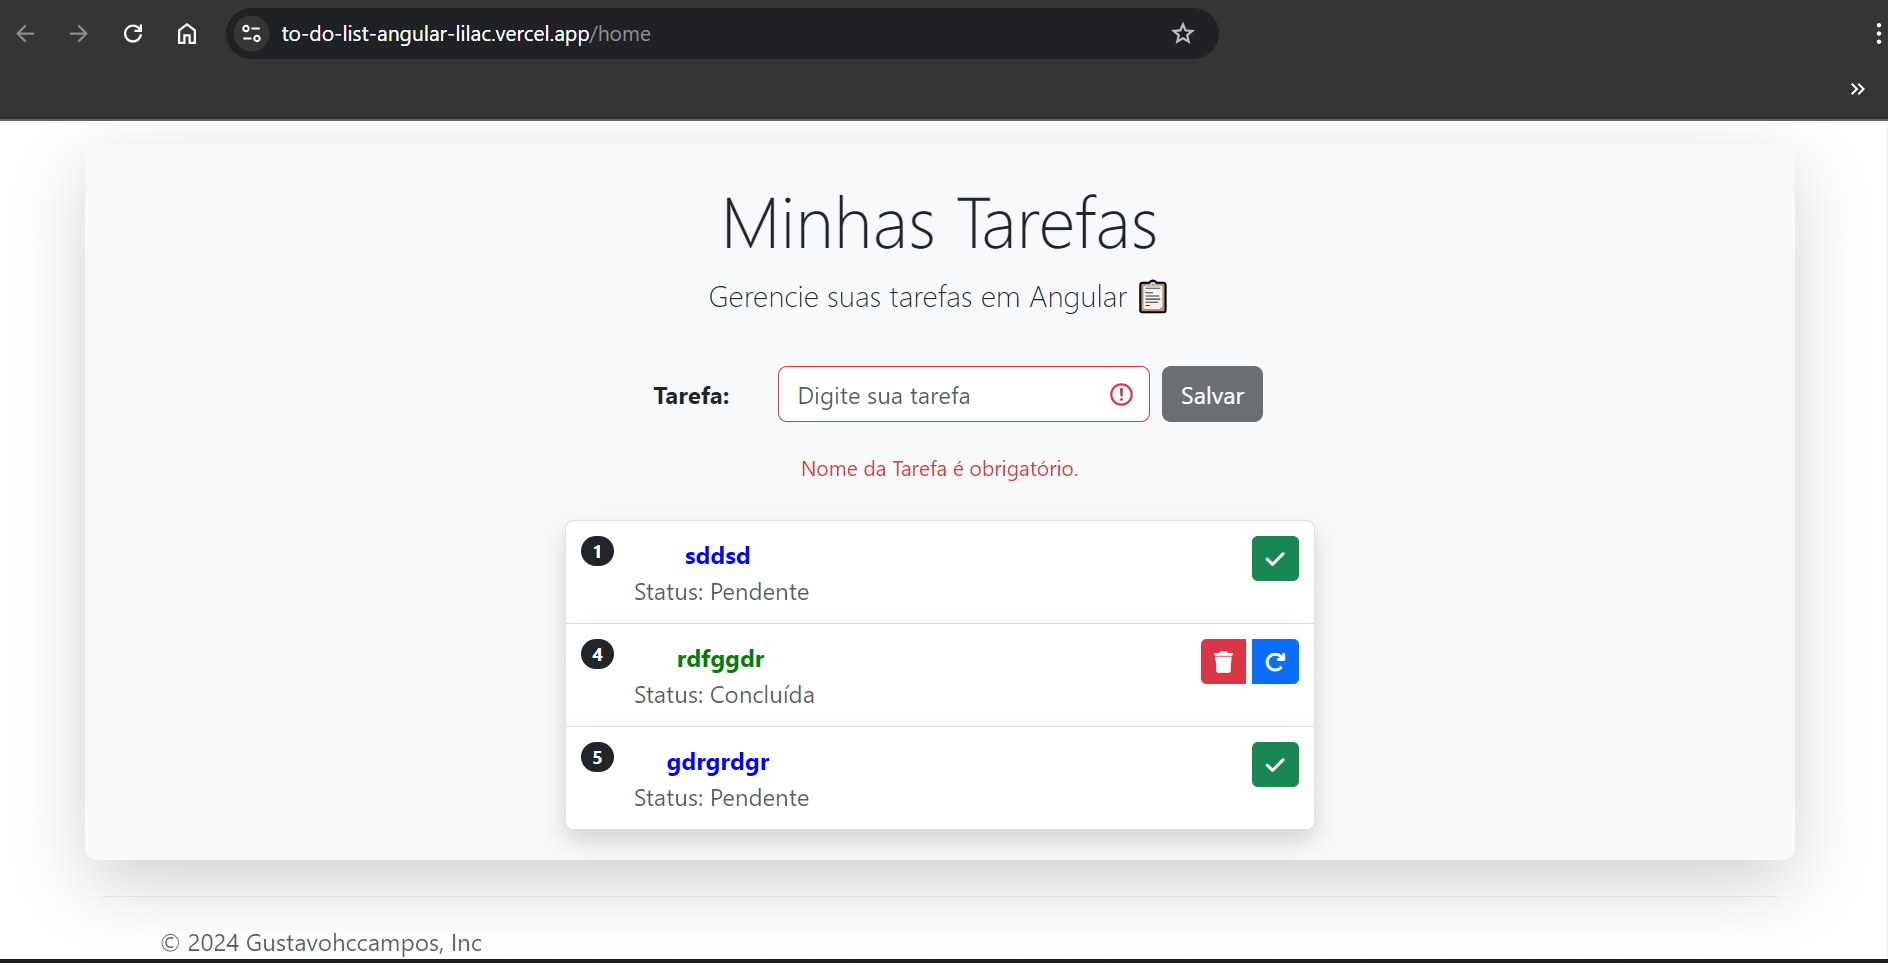 to-do-list-angular-lilac.vercel.app/home
Minhas Tarefas
Gerencie suas tarefas em Angular 📋
Tarefa: Digite sua tarefa Salvar
Nome da Tarefa é obrigatório.
1 sddsd
Status: Pendente
4 rdfggdr
Status: Concluída
5 gdrgrdgr
Status: Pendente
© 2024 Gustavohccampos, Inc